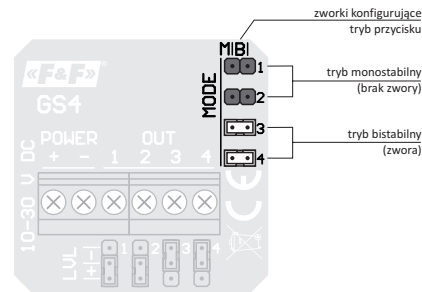 zworki konfigurujące
tryb przycisku
M|B|
«F&F»
GS4
MODE
1
2
3
4
tryb monostabilny
(brak zwory)
tryb bistabilny
(zwora)
POWER OUT
+ - 1 2 3 4
10-30 V DC
LVL
+ -
1 2 3 4